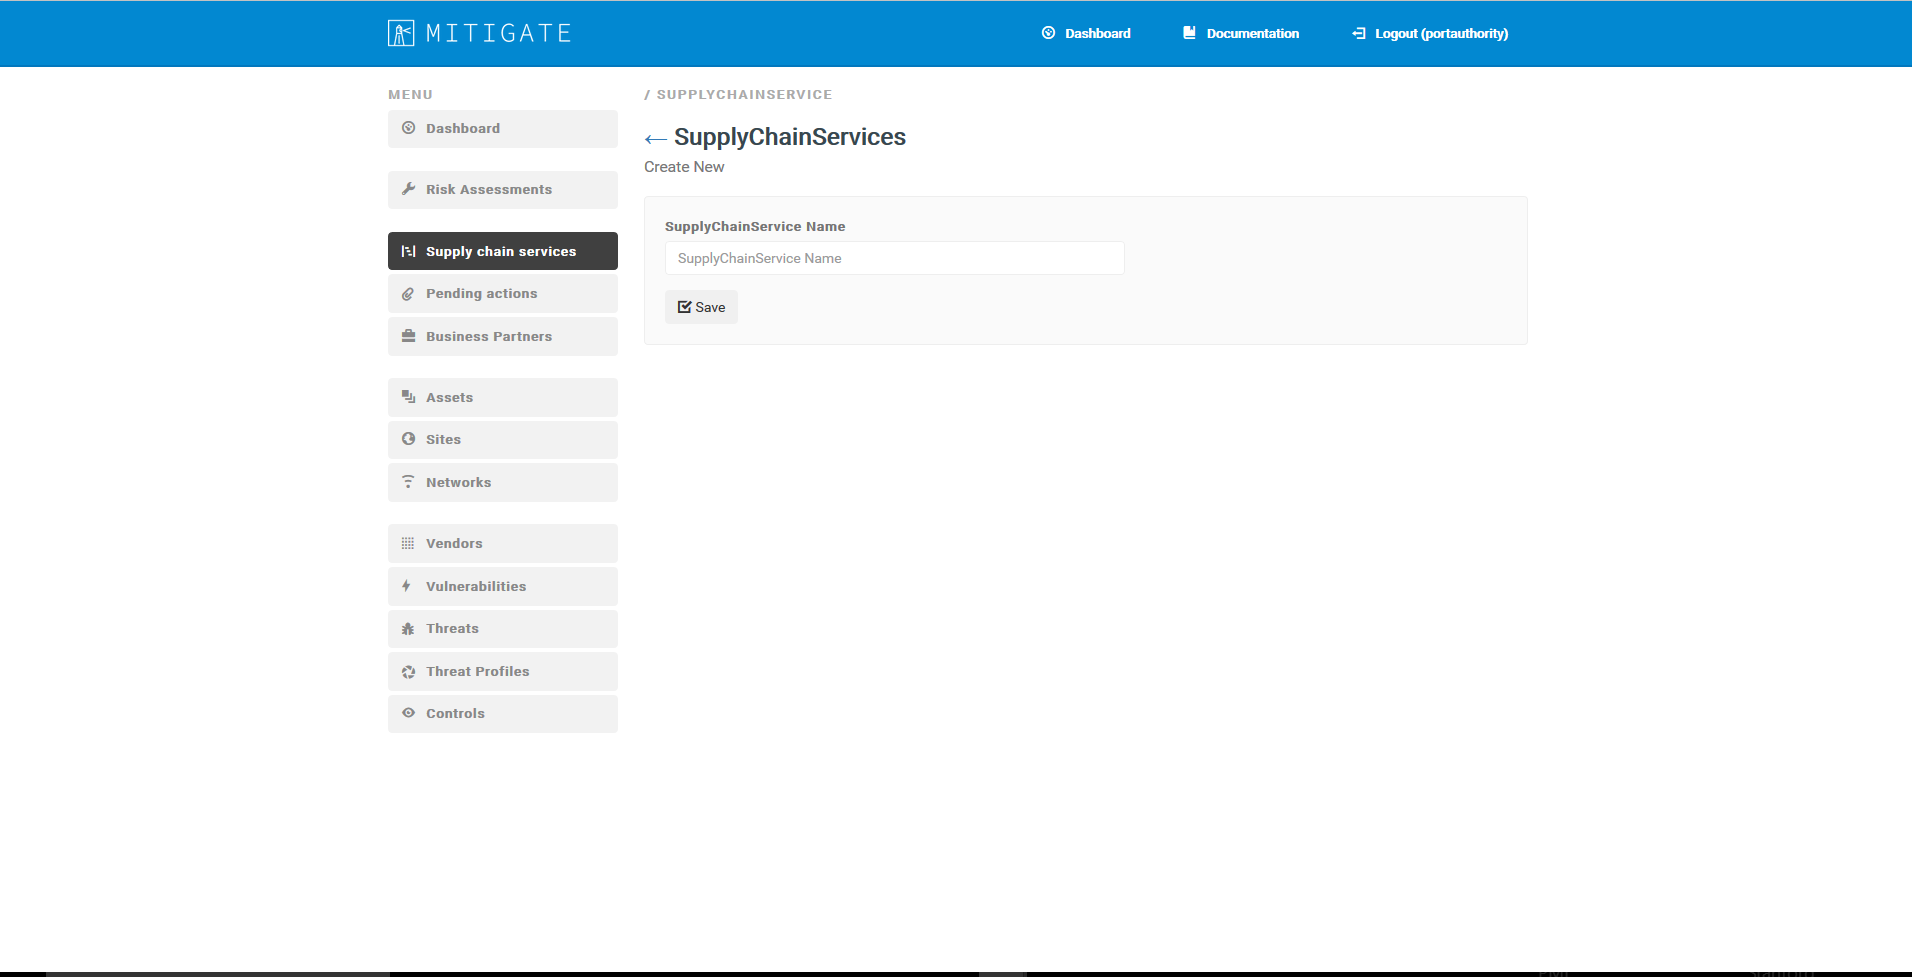 MITIGATE
Dashboard
Documentation
Logout (portauthority)
MENU
Dashboard
Risk Assessments
Supply chain services
Pending actions
Business Partners
Assets
Sites
Networks
Vendors
Vulnerabilities
Threats
Threat Profiles
Controls
/ SUPPLYCHAINSERVICE
← SupplyChainServices
Create New
SupplyChainService Name
SupplyChainService Name
Save